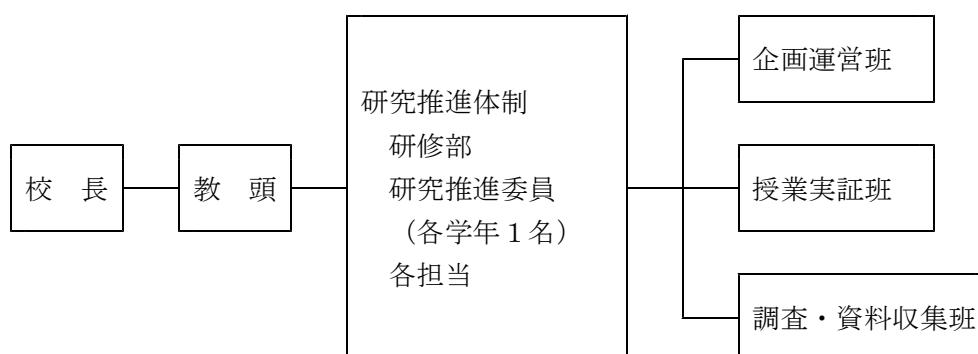 校　長
教　頭
研究推進体制
研修部
研究推進委員
（各学年１名）
各担当
企画運営班
授業実証班
調査・資料収集班